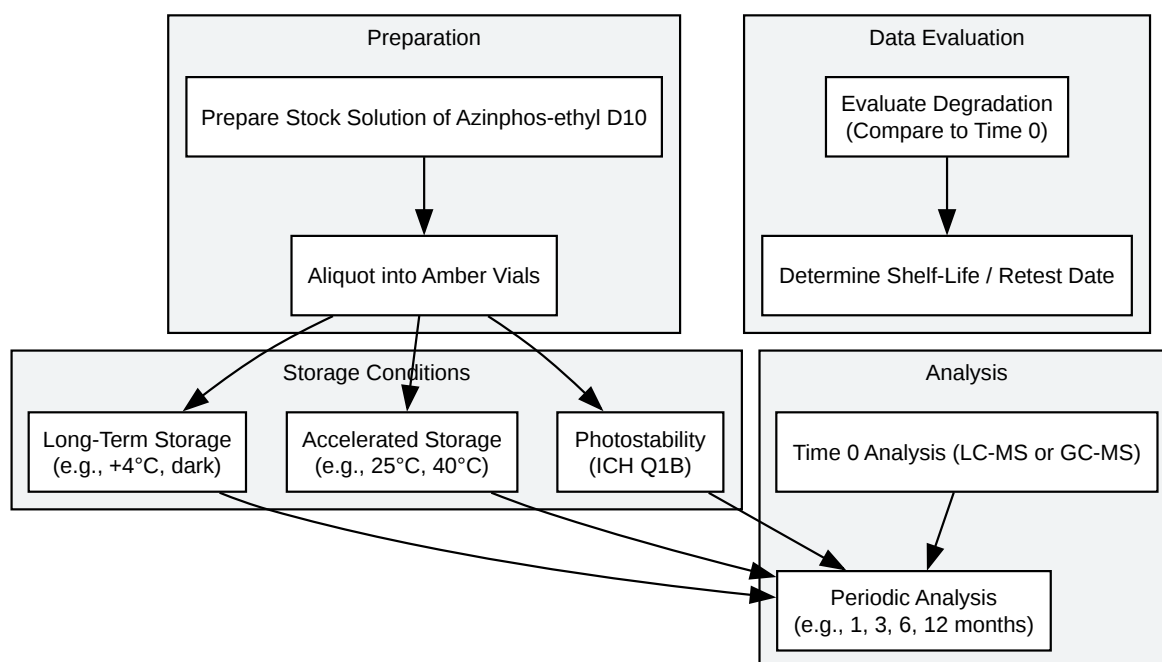 Preparation
Prepare Stock Solution of Azinphos-ethyl D10
Aliquot into Amber Vials
Data Evaluation
Evaluate Degradation
(Compare to Time 0)
Determine Shelf-Life / Retest Date
Storage Conditions
Long-Term Storage
(e.g., +4°C, dark)
Accelerated Storage
(e.g., 25°C, 40°C)
Photostability
(ICH Q1B)
Analysis
Time 0 Analysis (LC-MS or GC-MS)
Periodic Analysis
(e.g., 1, 3, 6, 12 months)